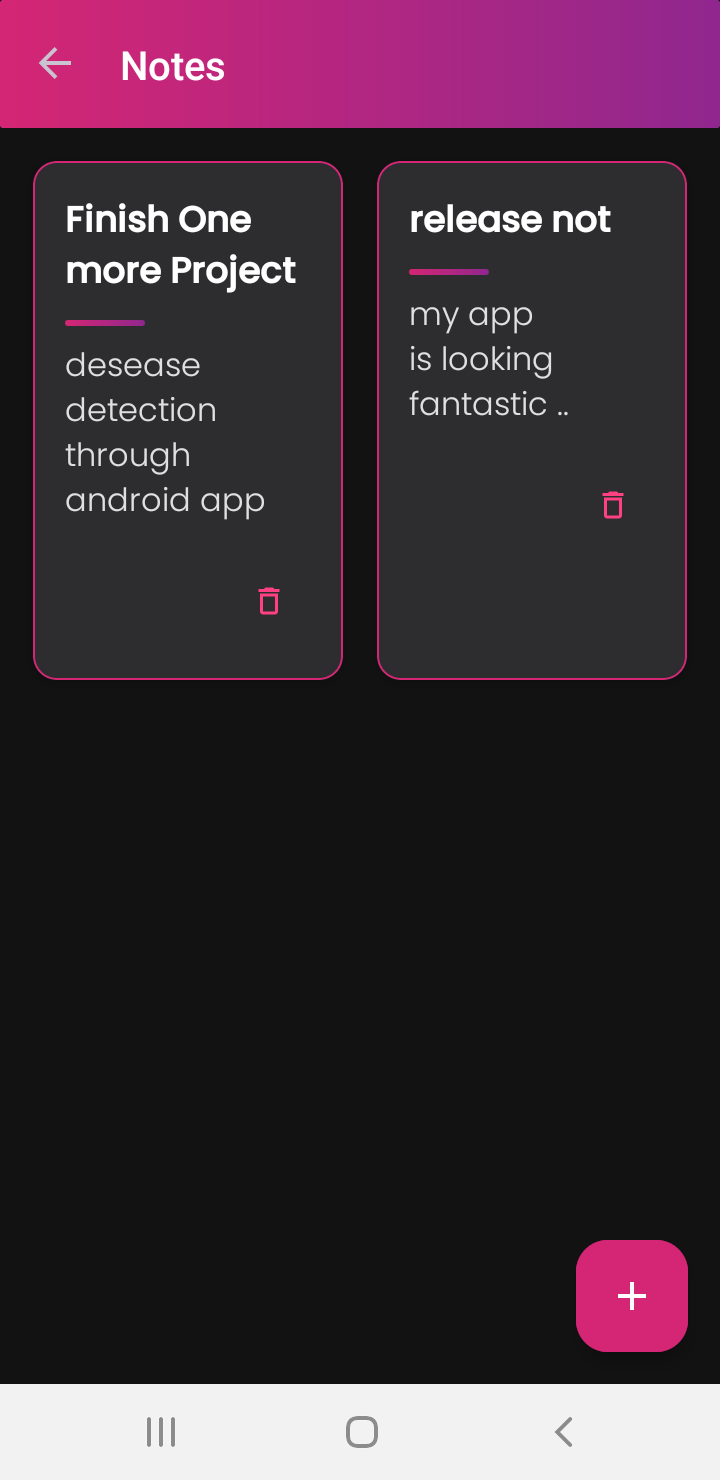 Notes
Finish One
more Project
desease
detection
through
android app
release not
my app
is looking
fantastic ..